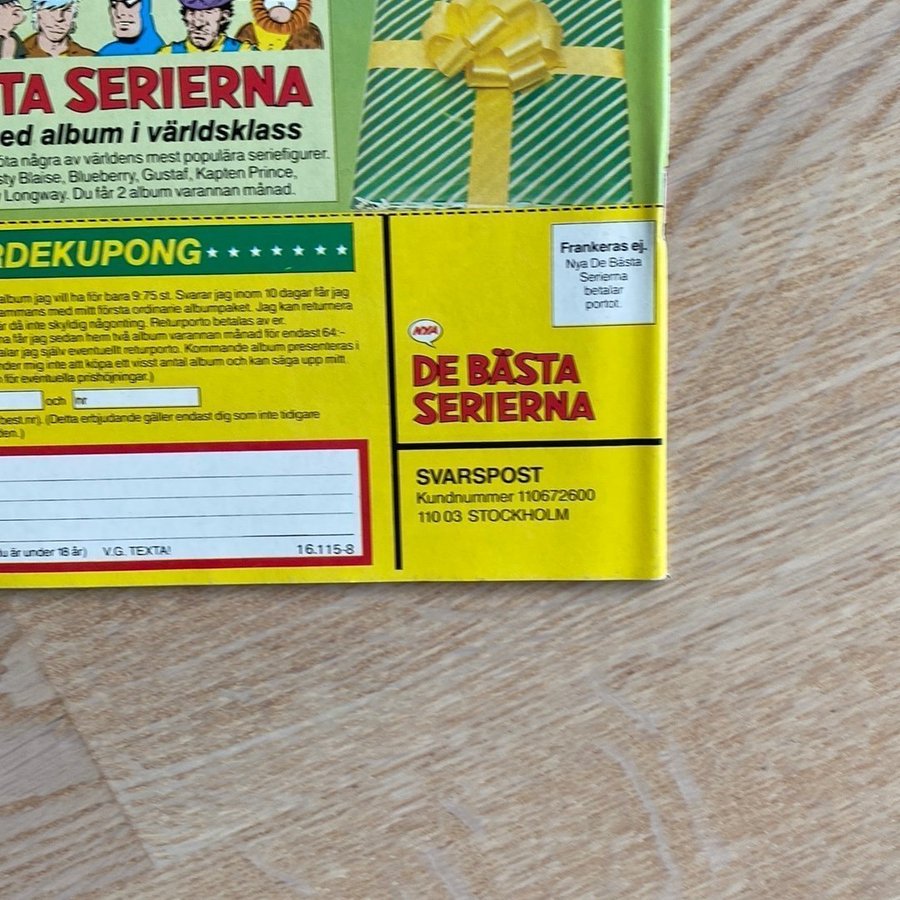 TA SERIERNA
ed album i världsklass
öta några av världens mest populära seriefigurer.
sty Blaise, Blueberry, Gustaf, Kapten Prince,
Longway. Du får 2 album varannan månad.
RDEKUPONG
album jag vill ha för bara 9:75 st. Svarar jag inom 10 dagar får jag
ammans med mitt första ordinarie albumpaket. Jag kan returnera
är då inte skyldig någonting. Returporto betalas av er.
na får jag sedan hem två album varannan månad för endast 64:-
alar jag själv eventuellt returporto. Kommande album presenteras i
nder mig inte att köpa ett visst antal album och kan säga upp mitt
för eventuella prishöjningar.)
och nr
best.nr). (Detta erbjudande gäller endast dig som inte tidigare
den.)
du är under 18 år) V.G. TEXTA!
16.115-8
Frankeras ej.
Nya De Bästa
Serierna
betalar
portot.
NYA
DE BÄSTA
SERIERNA
SVARSPOST
Kundnummer 110672600
110 03 STOCKHOLM